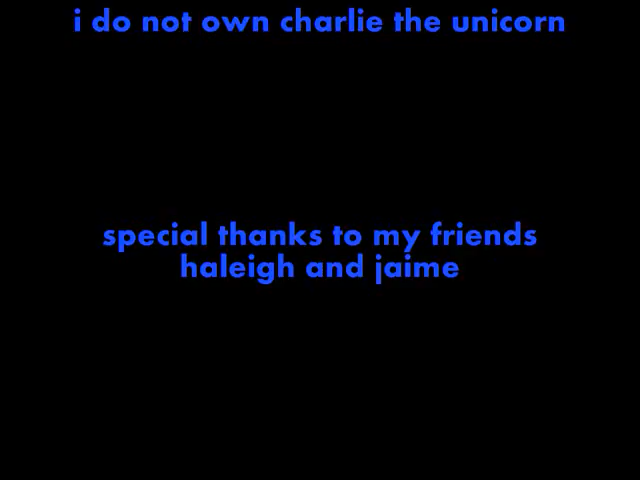 i do not own charlie the unicorn
special thanks to my friends
haleigh and jaime